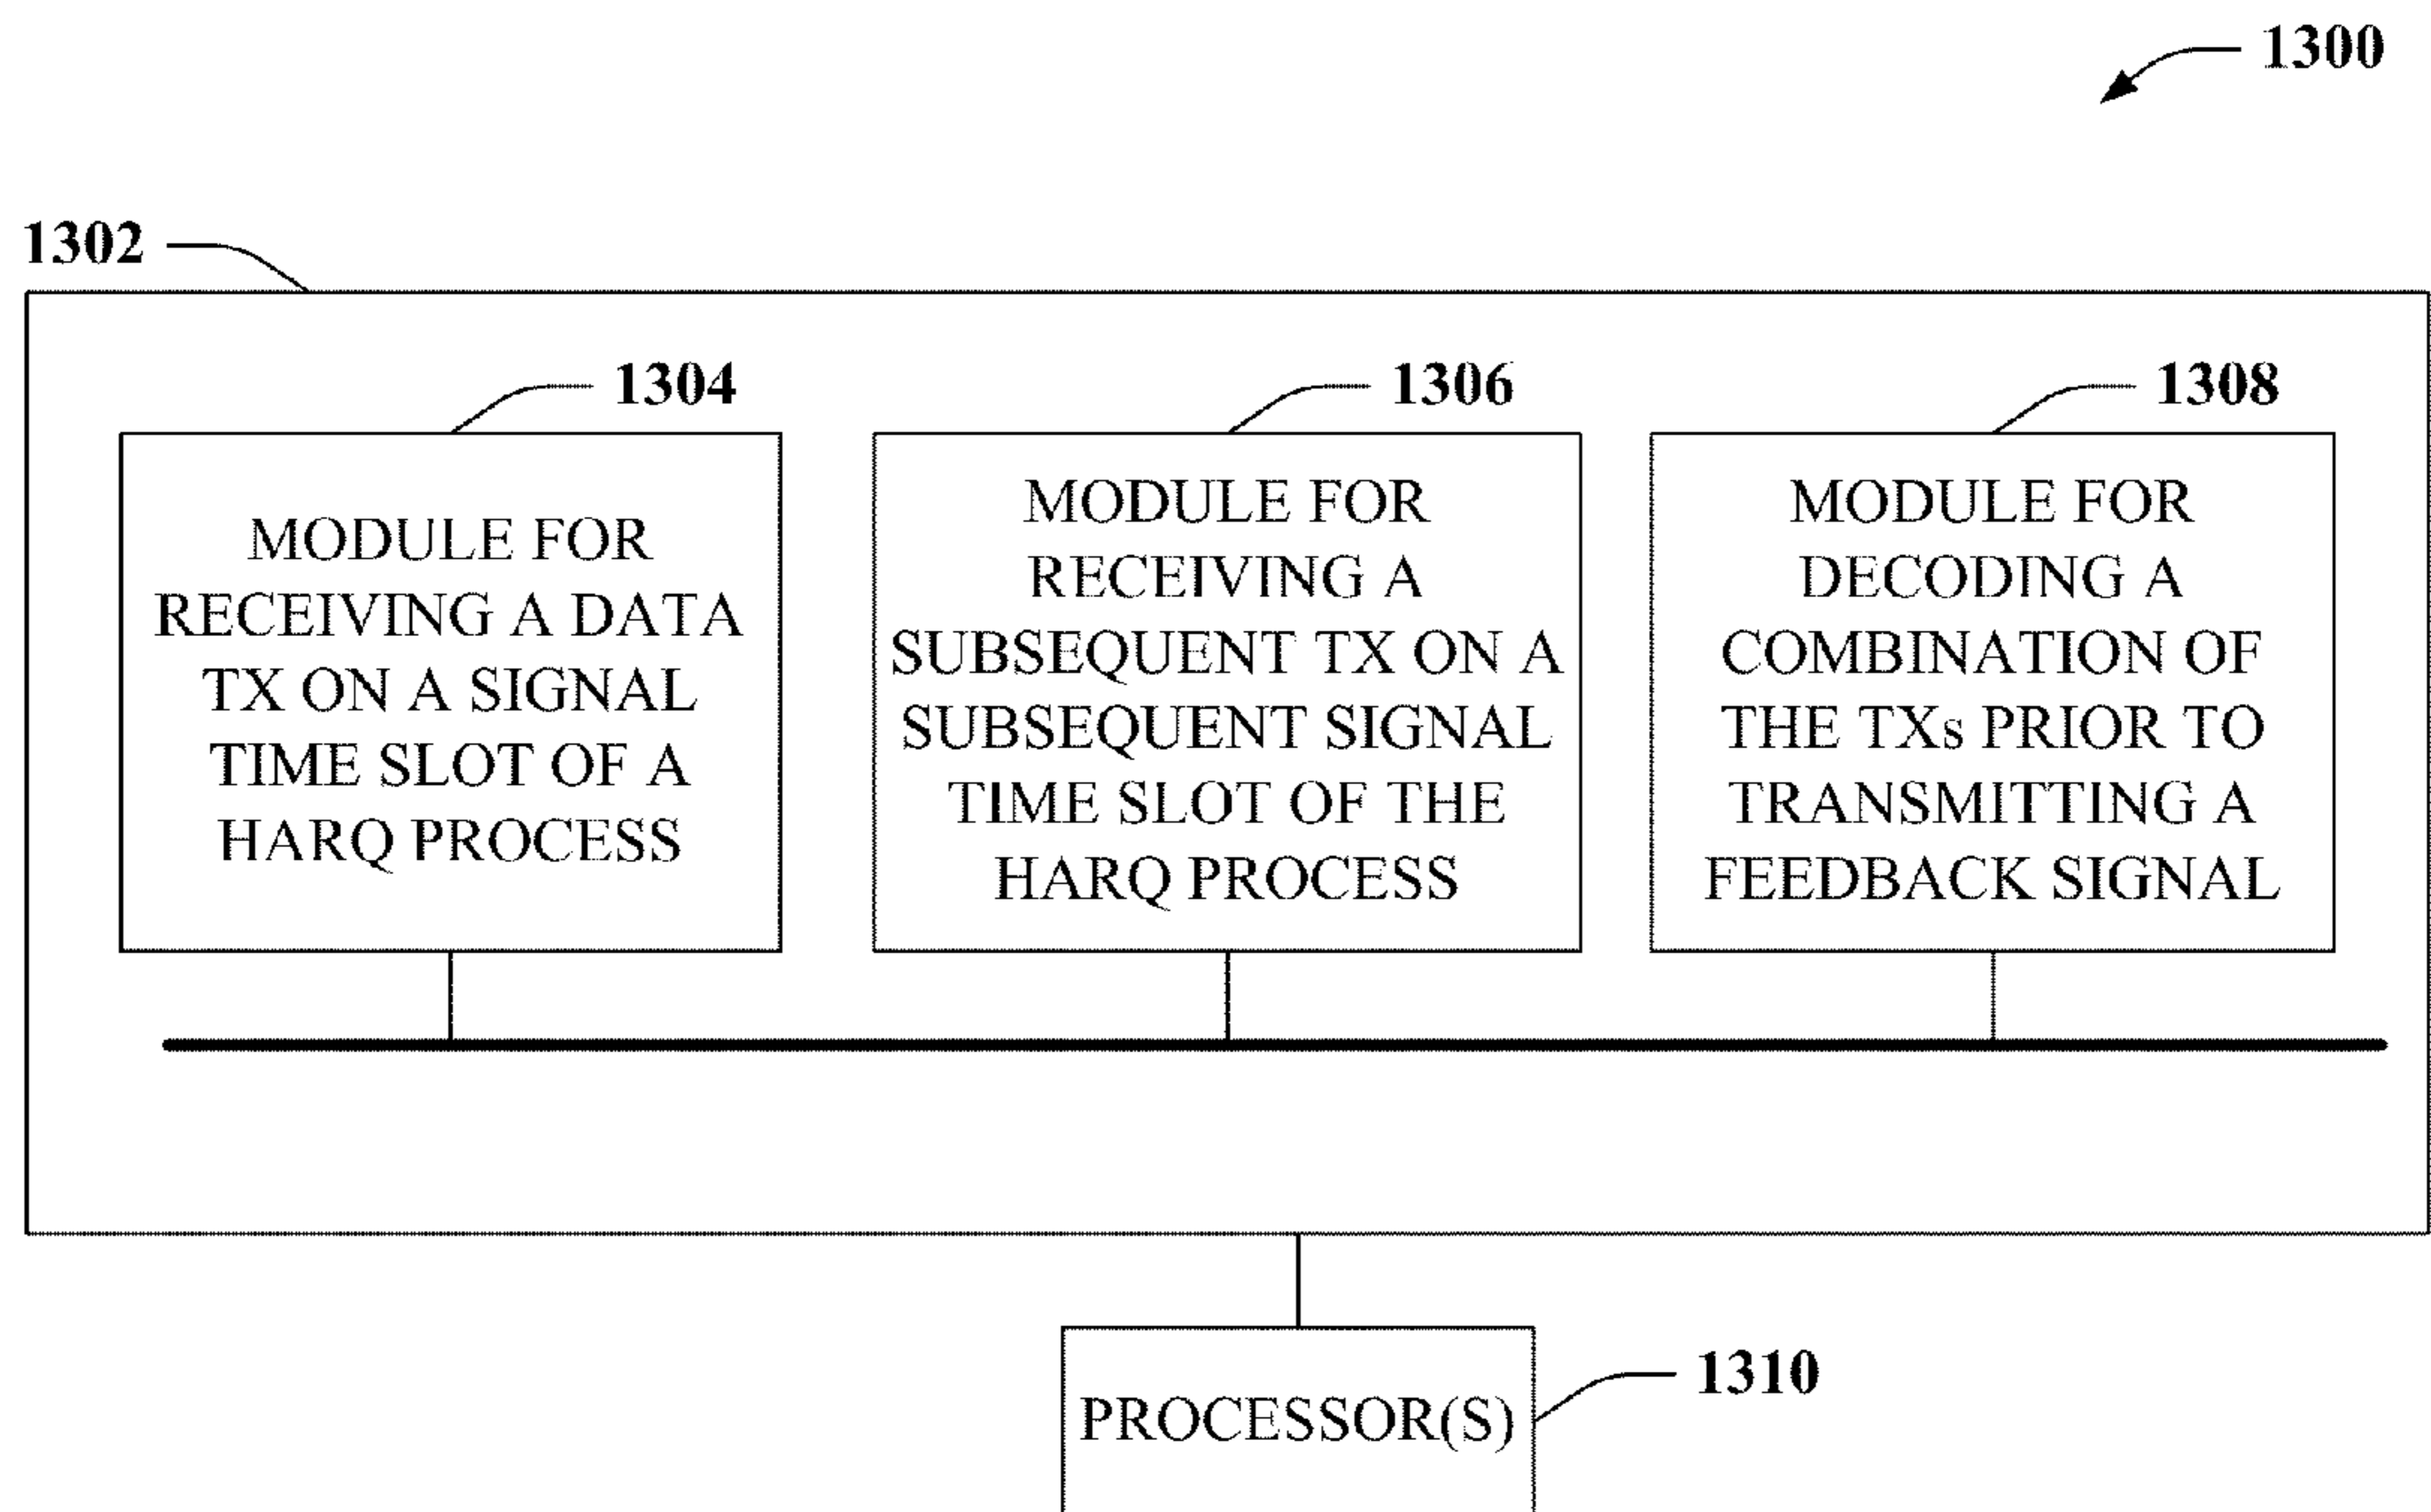 1300
1302
1304
1306
1308
MODULE FOR
RECEIVING A DATA
TX ON A SIGNAL
TIME SLOT OF A
HARQ PROCESS
MODULE FOR
RECEIVING A
SUBSEQUENT TX ON A
SUBSEQUENT SIGNAL
TIME SLOT OF THE
HARQ PROCESS
MODULE FOR
DECODING A
COMBINATION OF
THE TXs PRIOR TO
TRANSMITTING A
FEEDBACK SIGNAL
1310
PROCESSOR(S)